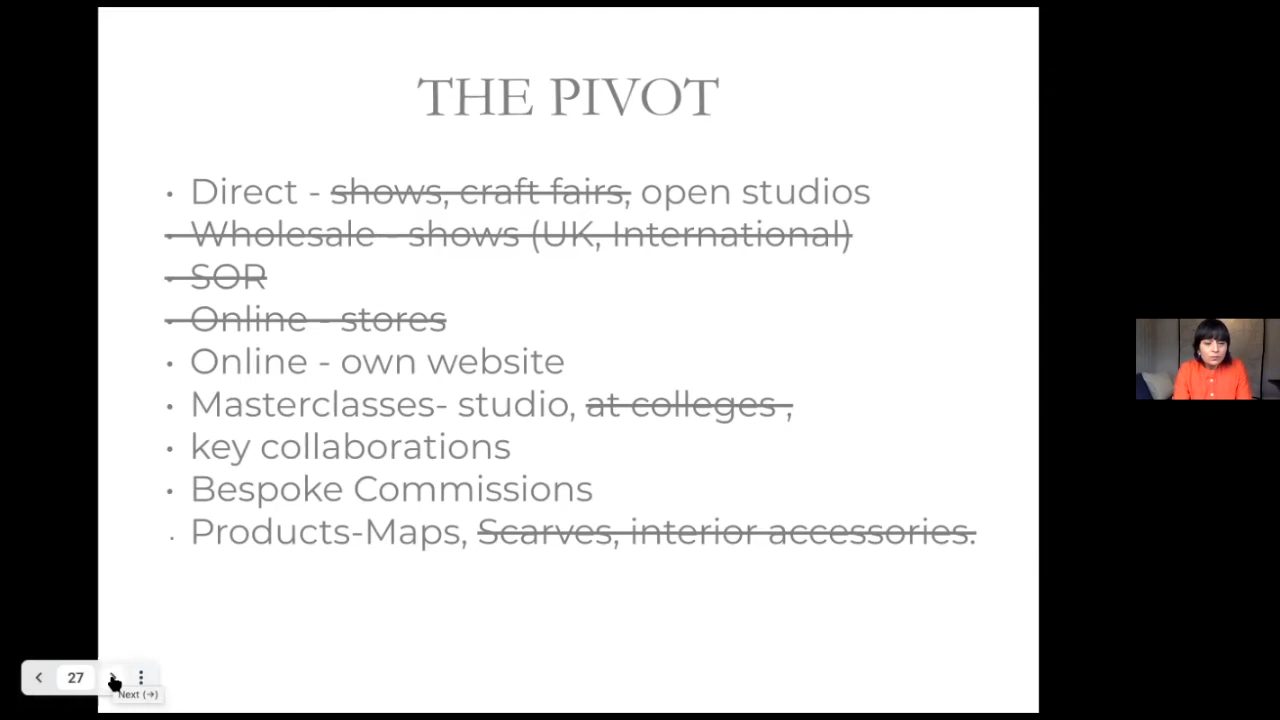 THE PIVOT
• Direct - shows, craft fairs, open studios
• Wholesale - shows (UK, International)
• SOR
• Online - stores
• Online - own website
• Masterclasses- studio, at colleges ,
• key collaborations
• Bespoke Commissions
• Products-Maps, Scarves, interior accessories.
27
Next (→)